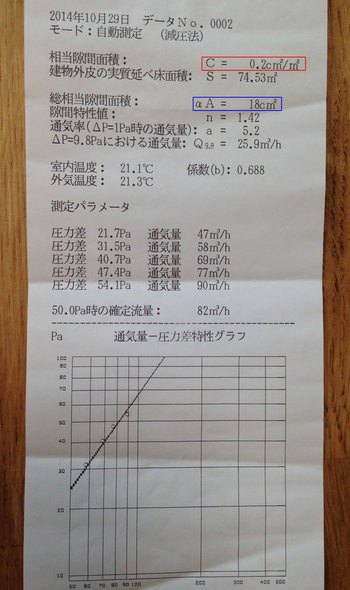 2014年10月29日 データNo. 0002
モード：自動測定 （減圧法）
相当隙間面積： C = 0.2cm²/m²
建物外皮の実質延べ床面積： S = 74.53m²
総相当隙間面積： αA = 18cm²
隙間特性値： n = 1.42
通気率（ΔP=1Pa時の通気量）： a = 5.2
ΔP=9.8Paにおける通気量： Q9.8 = 25.9m³/h
室内温度： 21.1℃ 係数(b)： 0.688
外気温度： 21.3℃
測定パラメータ
圧力差 21.7Pa 通気量 47m³/h
圧力差 31.5Pa 通気量 58m³/h
圧力差 40.7Pa 通気量 69m³/h
圧力差 47.4Pa 通気量 77m³/h
圧力差 54.1Pa 通気量 90m³/h
50.0Pa時の確定流量： 82m³/h
Pa 通気量－圧力差特性グラフ
100
90
80
70
60
50
40
30
20
10
50 60 70 80 90 100 200 300 400 500